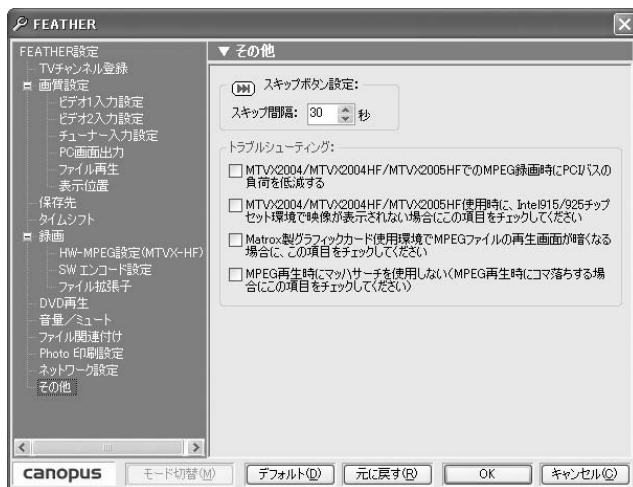 FEATHER
FEATHER設定
TVチャンネル登録
画質設定
ビデオ1入力設定
ビデオ2入力設定
チューナー入力設定
PC画面出力
ファイル再生
表示位置
保存先
タイムシフト
録画
HW-MPEG設定(MTVX-HF)
SWエンコード設定
ファイル拡張子
DVD再生
音量／ミュート
ファイル関連付け
Photo 印刷設定
ネットワーク設定
その他
▼ その他
スキップボタン設定:
スキップ間隔: 30 秒
トラブルシューティング:
MTVX2004/MTVX2004HF/MTVX2005HFでのMPEG録画時にPCIバスの
負荷を低減する
MTVX2004/MTVX2004HF/MTVX2005HF使用時に、Intel915/925チップ
セット環境で映像が表示されない場合にこの項目をチェックしてください
Matrox製グラフィックカード使用環境でMPEGファイルの再生画面が暗くなる
場合に、この項目をチェックしてください
MPEG再生時にマッハサーチを使用しない(MPEG再生時にコマ落ちする場
合にこの項目をチェックしてください)
canopus
モード切替(M)
デフォルト(D)
元に戻す(R)
OK
キャンセル(C)